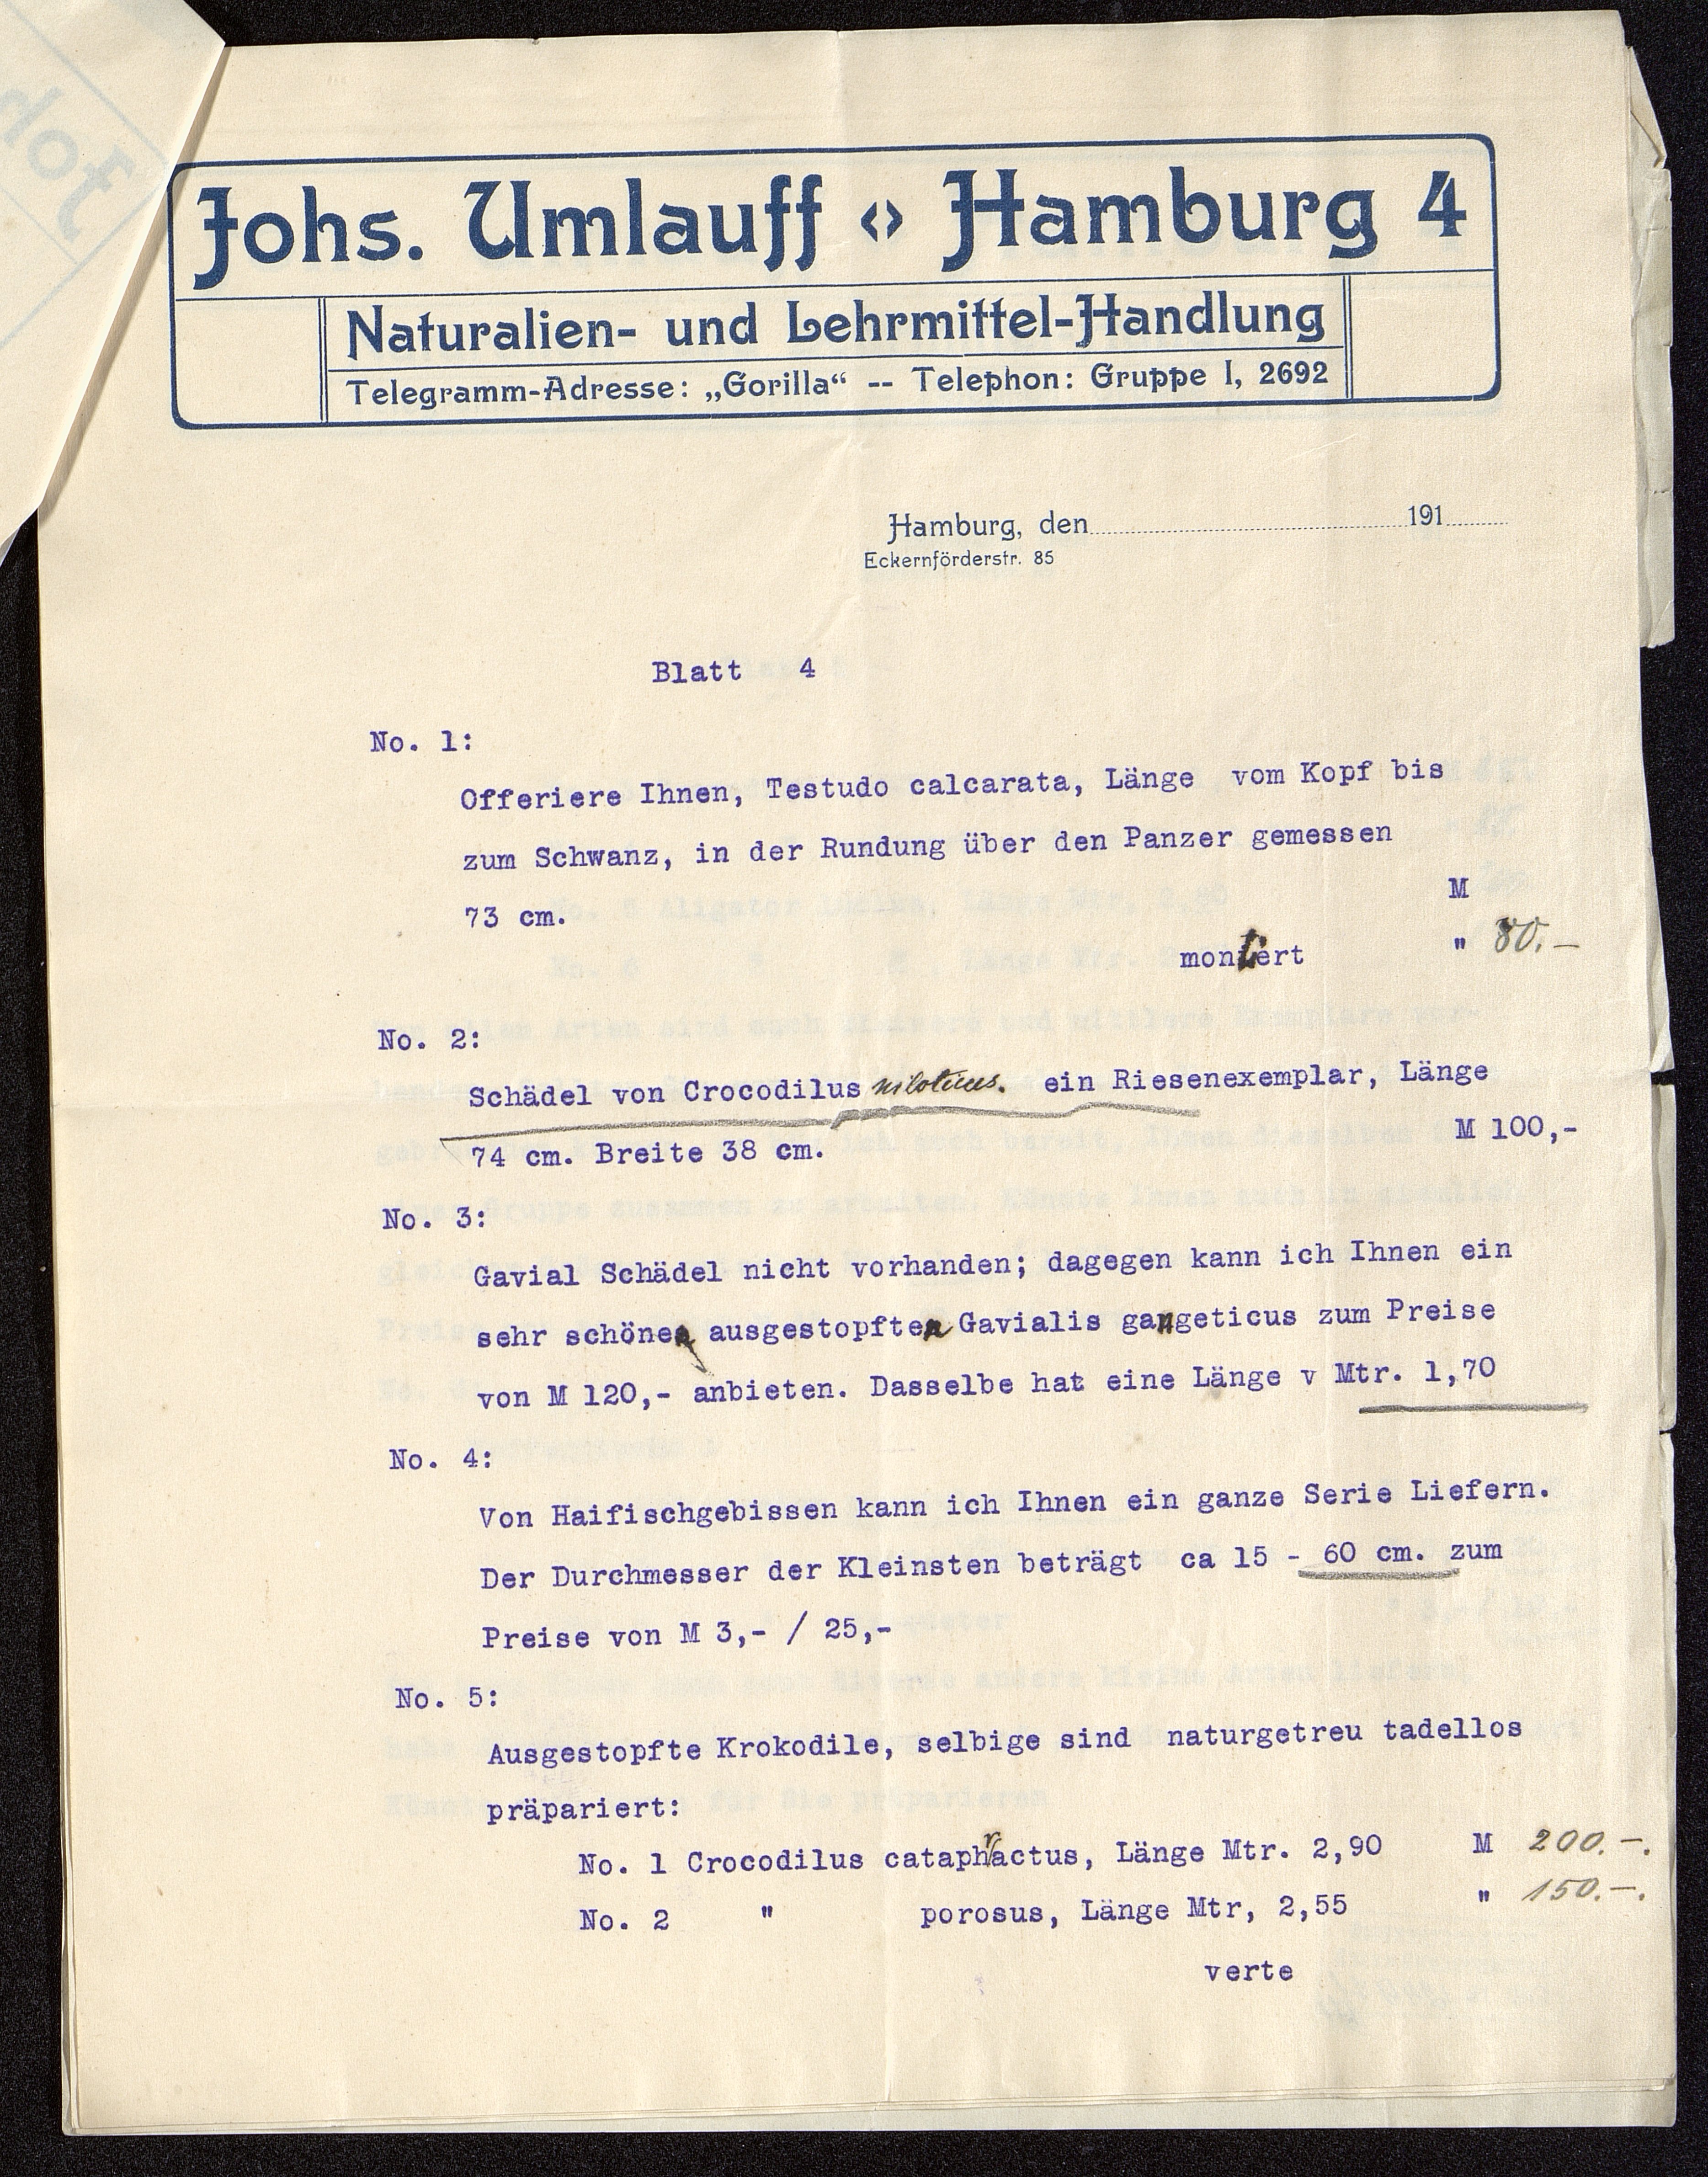 Johs. Umlauff <> Hamburg 4
Naturalien- und Lehrmittel-Handlung
Telegramm-Adresse: „Gorilla“ -- Telephon: Gruppe I, 2692
Hamburg, den 191
Eckernförderstr. 85
Blatt 4
No. 1:
Offeriere Ihnen, Testudo calcarata, Länge vom Kopf bis
zum Schwanz, in der Rundung über den Panzer gemessen
73 cm. M
montiert " 80.—
No. 2:
Schädel von Crocodilus niloticus. ein Riesenexemplar, Länge
74 cm. Breite 38 cm. M 100,-
No. 3:
Gavial Schädel nicht vorhanden; dagegen kann ich Ihnen ein
sehr schönen ausgestopften Gavialis gangeticus zum Preise
von M 120,- anbieten. Dasselbe hat eine Länge v Mtr. 1,70
No. 4:
Von Haifischgebissen kann ich Ihnen ein ganze Serie Liefern.
Der Durchmesser der Kleinsten beträgt ca 15 - 60 cm. zum
Preise von M 3,- / 25,-
No. 5:
Ausgestopfte Krokodile, selbige sind naturgetreu tadellos
präpariert:
No. 1 Crocodilus cataphractus, Länge Mtr. 2,90 M 200.—.
No. 2 " porosus, Länge Mtr, 2,55 " 150.—.
verte